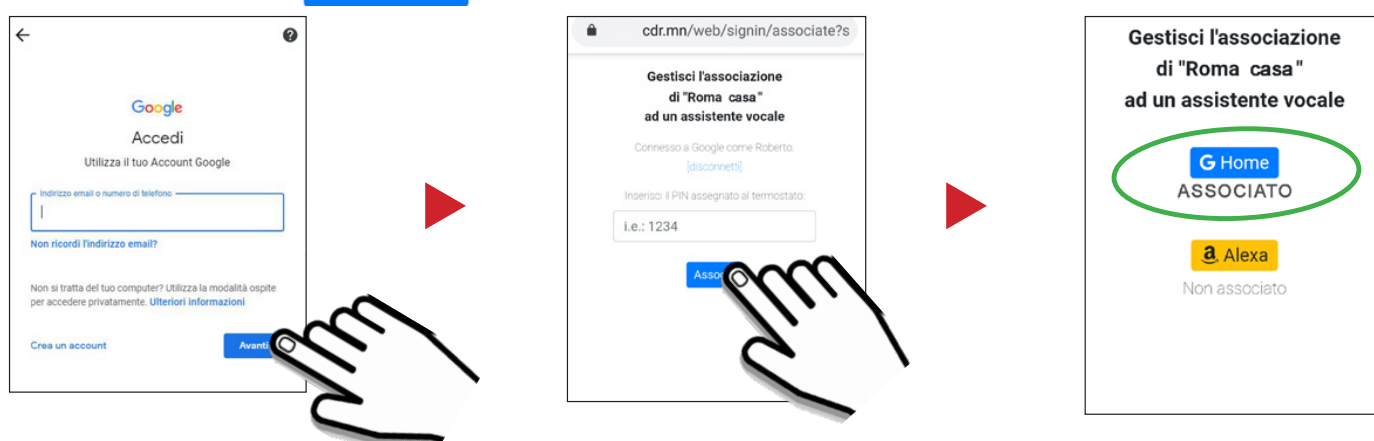 Google
Accedi
Utilizza il tuo Account Google
Indirizzo email o numero di telefono
Non ricordi l'indirizzo email?
Non si tratta del tuo computer? Utilizza la modalità ospite
per accedere privatamente. Ulteriori informazioni
Crea un account
Avanti
cdr.mn/web/signin/associate?s
Gestisci l'associazione
di "Roma casa"
ad un assistente vocale
Connesso a Google come Roberto.
[disconnetti]
Inserisci il PIN assegnato al termostato:
i.e.: 1234
Gestisci l'associazione
di "Roma casa"
ad un assistente vocale
G Home
ASSOCIATO
a Alexa
Non associato